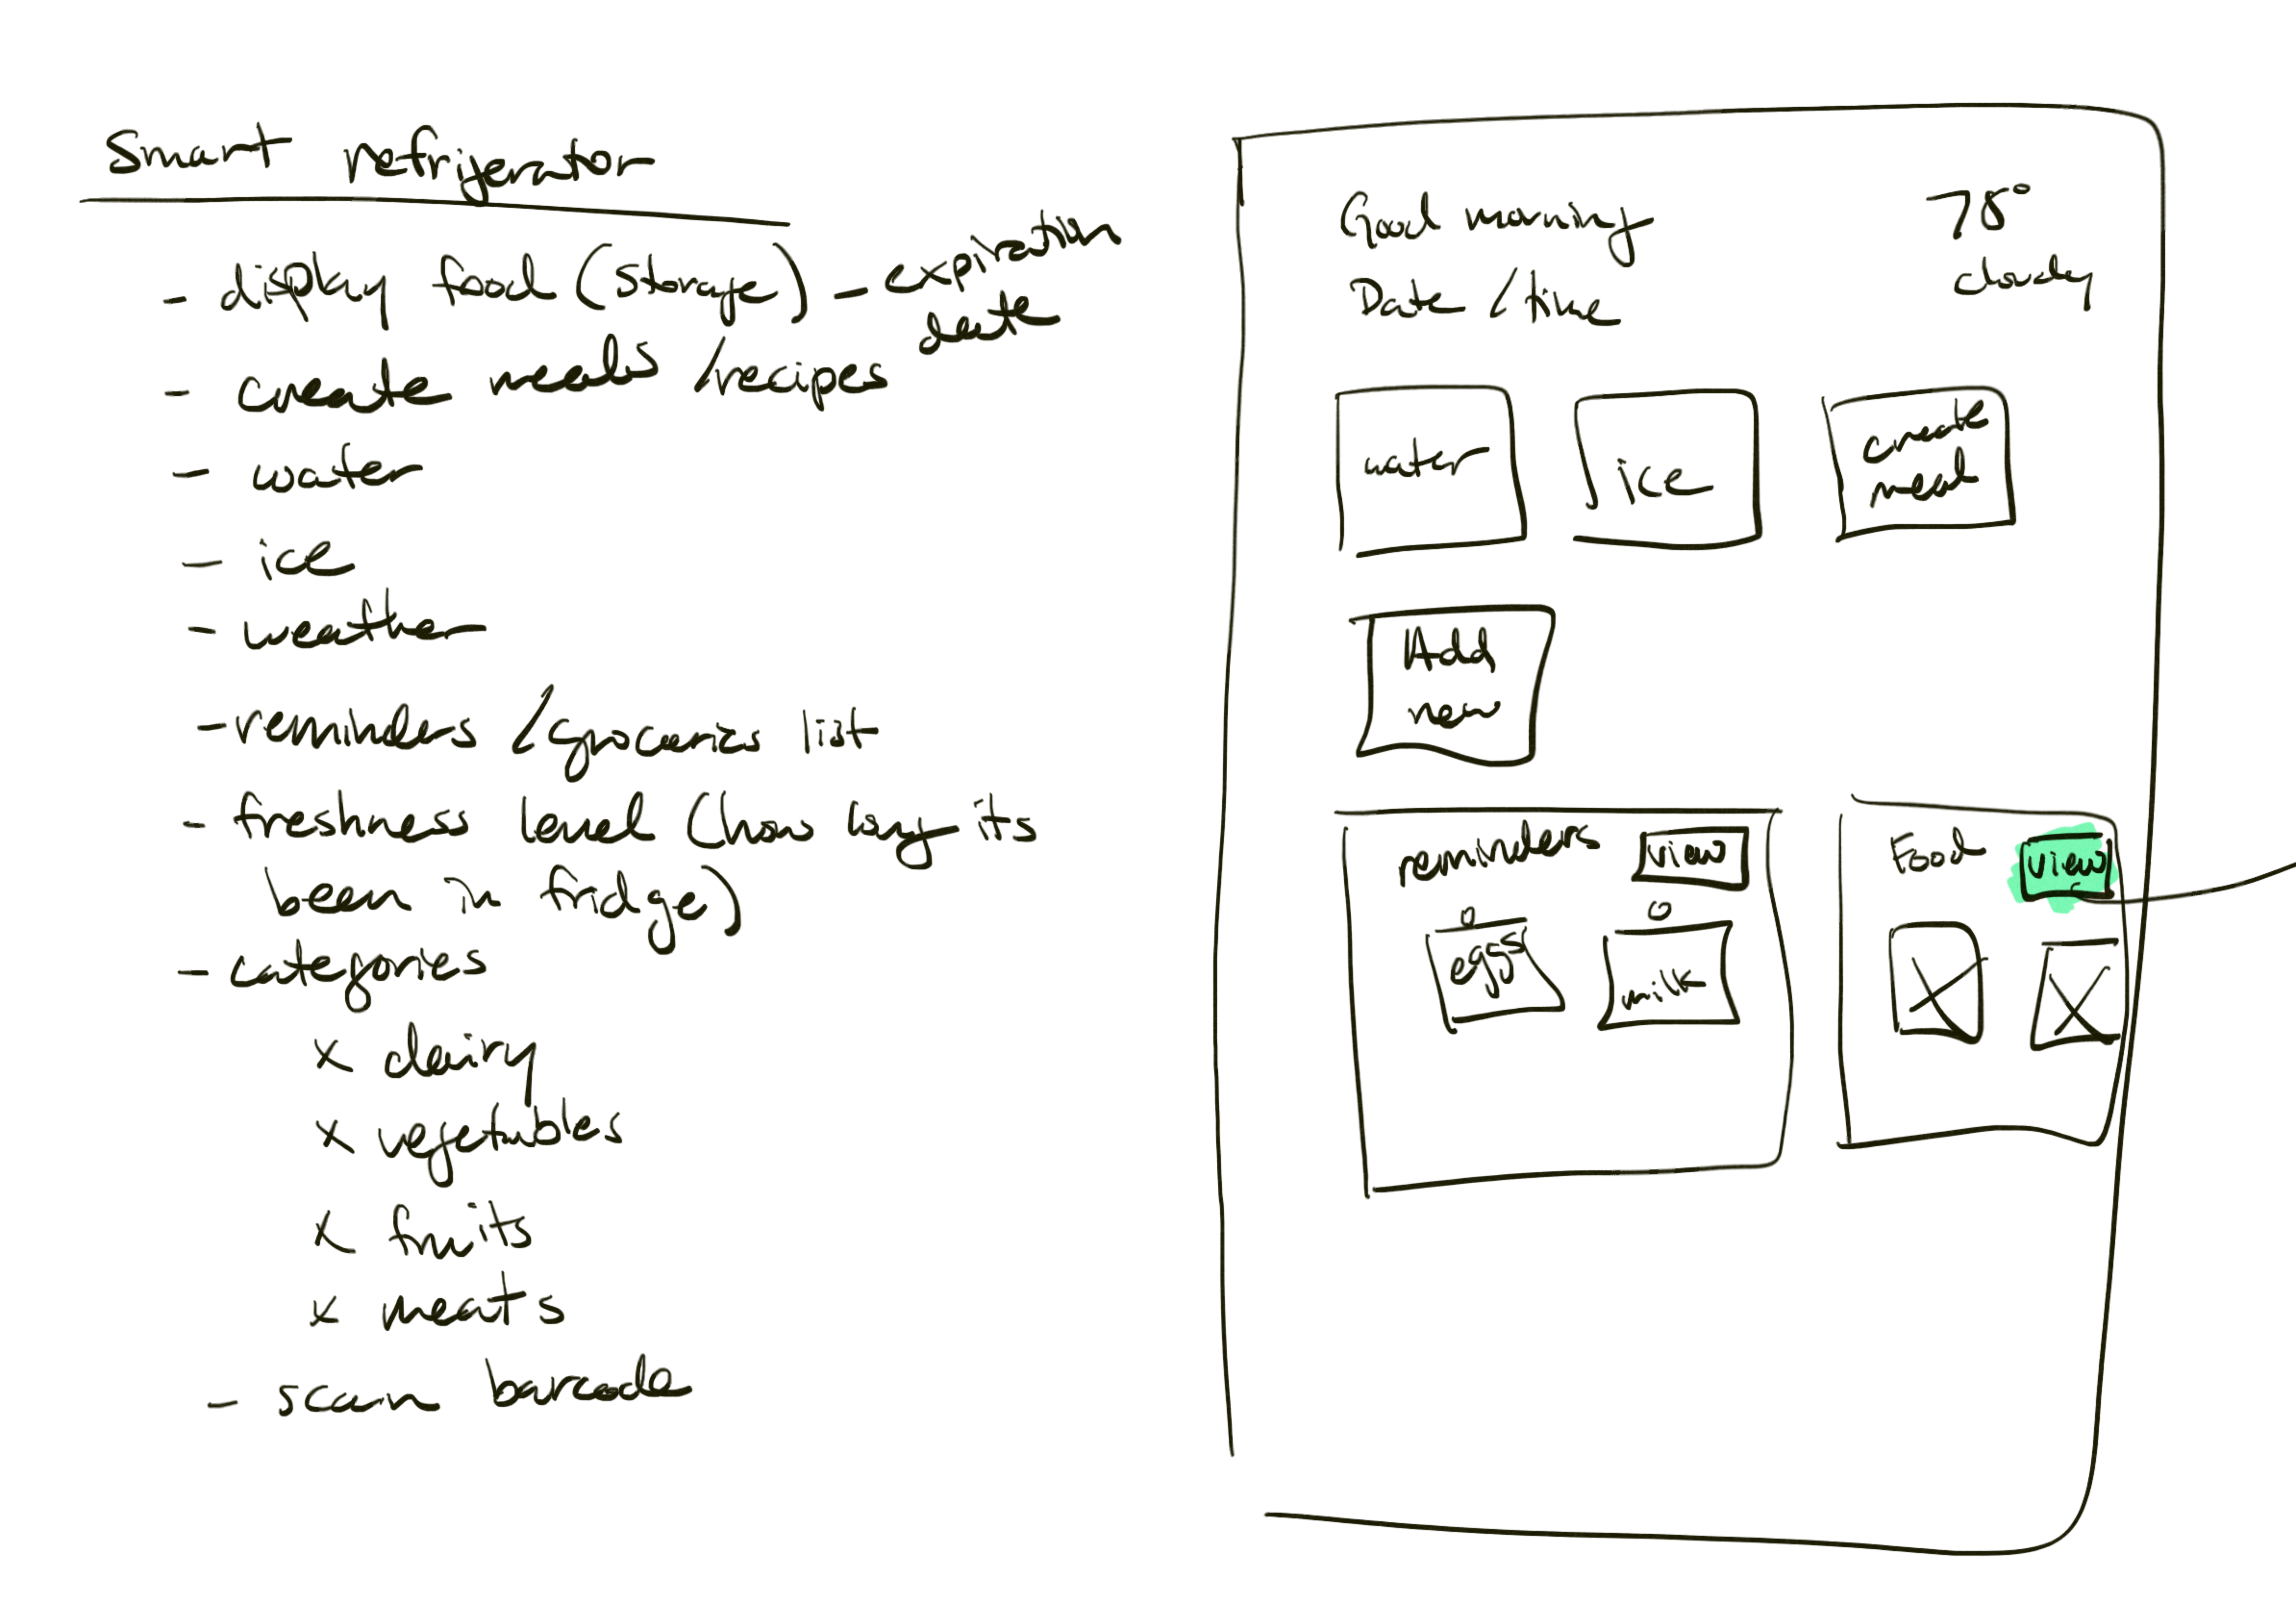 Smart refrigerator
- display food (storage) - expiration
date
- create meals /recipes
- water
- ice
- weather
- reminders /groceries list
- freshness level (how long its
been in fridge)
- categories
x dairy
x vegetables
x fruits
x meats
- scan barcode
Good morning
Date /time
78°
cloudy
water
ice
create
meal
Add
new
reminders
view
eggs
milk
Food
view